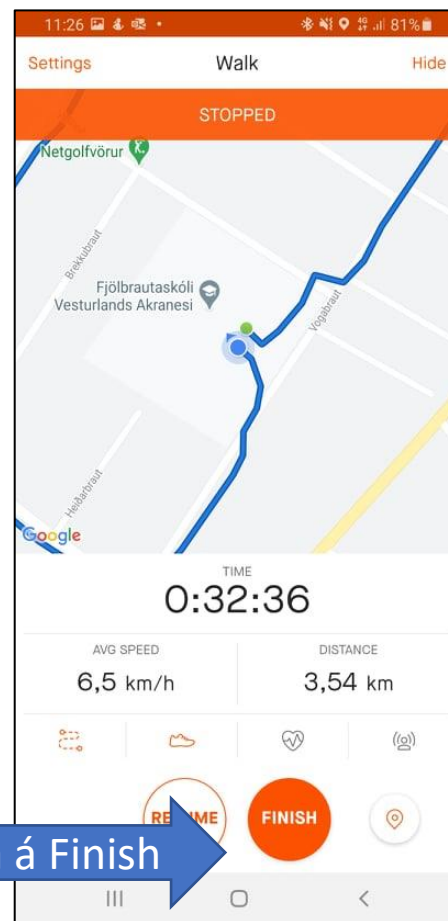 11:26
4G 81%
Settings Walk Hide
STOPPED
Netgolfvörur
Brekkubraut
Fjölbrautaskóli
Vesturlands Akranesi
Vogabraut
Heiðarbraut
Google
TIME
0:32:36
AVG SPEED DISTANCE
6,5 km/h 3,54 km
FINISH
á Finish